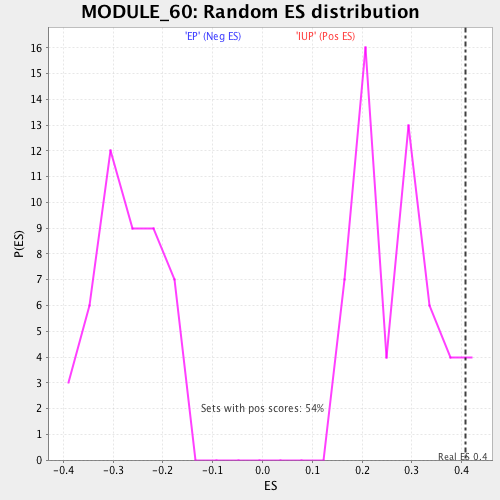 MODULE_60: Random ES distribution
'EP' (Neg ES) 'IUP' (Pos ES)
16
15
14
13
12
11
10
9
8
7
6
5
4
3
2
1
0
P(ES)
Sets with pos scores: 54%
Real ES 0.4
-0.4 -0.3 -0.2 -0.1 0.0 0.1 0.2 0.3 0.4
ES